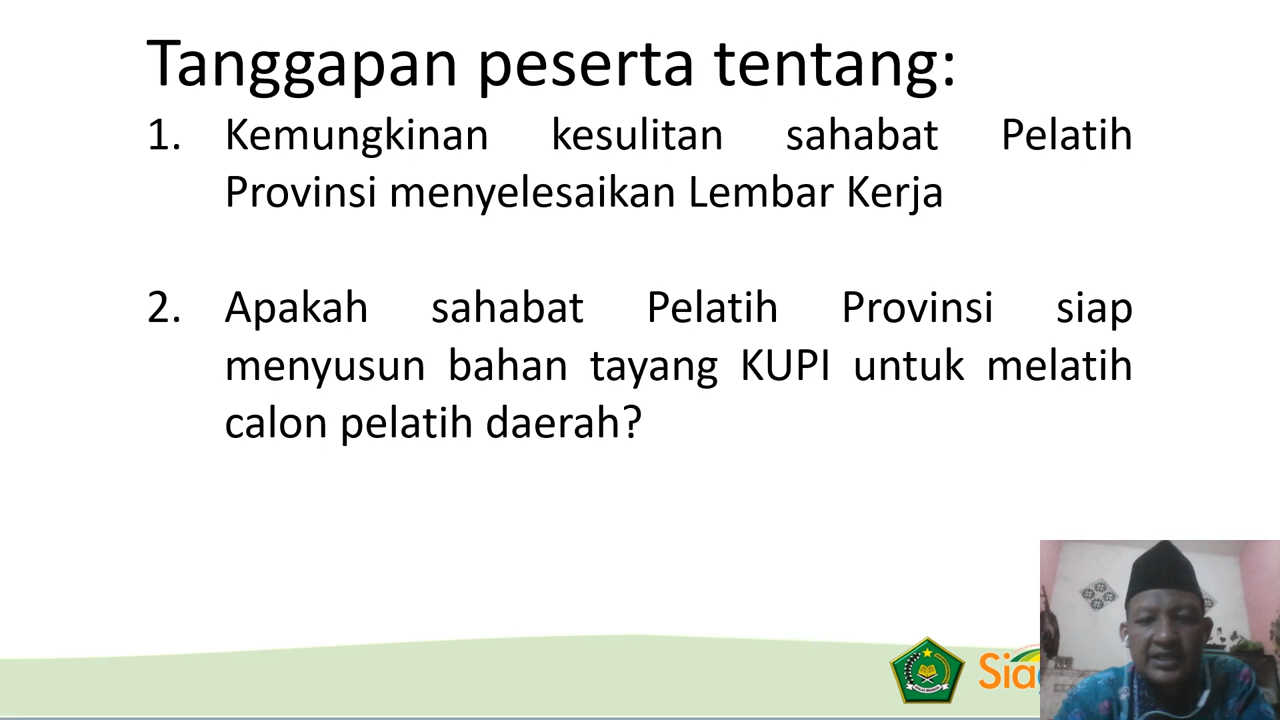 Tanggapan peserta tentang:
1. Kemungkinan kesulitan sahabat Pelatih
Provinsi menyelesaikan Lembar Kerja
2. Apakah sahabat Pelatih Provinsi siap
menyusun bahan tayang KUPI untuk melatih
calon pelatih daerah?